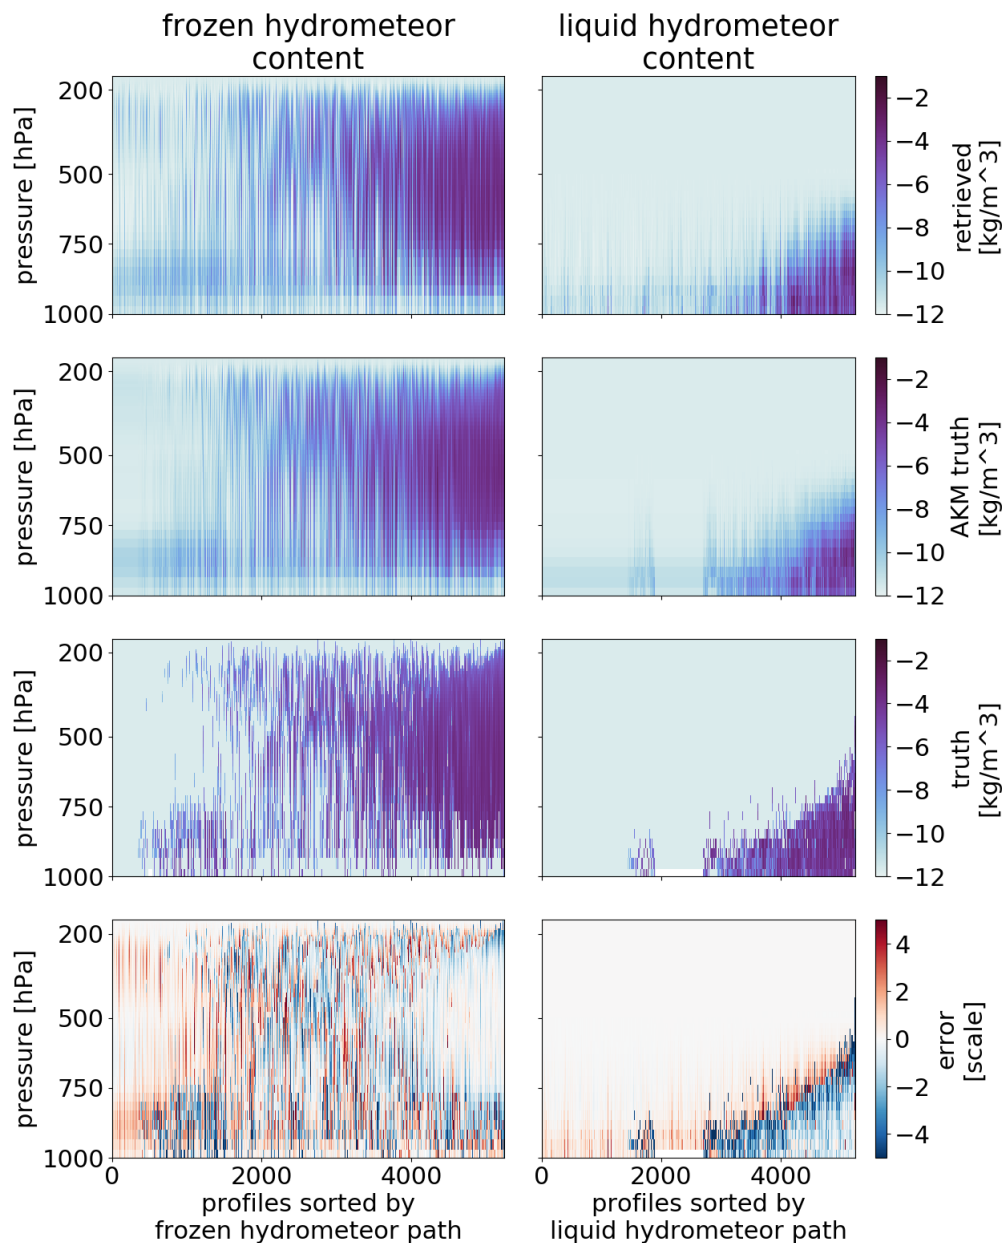 frozen hydrometeor
content
liquid hydrometeor
content
pressure [hPa]
200
500
750
1000
−2
−4
−6
−8
−10
−12
retrieved
[kg/m^3]
pressure [hPa]
200
500
750
1000
−2
−4
−6
−8
−10
−12
AKM truth
[kg/m^3]
pressure [hPa]
200
500
750
1000
−2
−4
−6
−8
−10
−12
truth
[kg/m^3]
pressure [hPa]
200
500
750
1000
4
2
0
−2
−4
error
[scale]
0 2000 4000
0 2000 4000
profiles sorted by
frozen hydrometeor path
profiles sorted by
liquid hydrometeor path